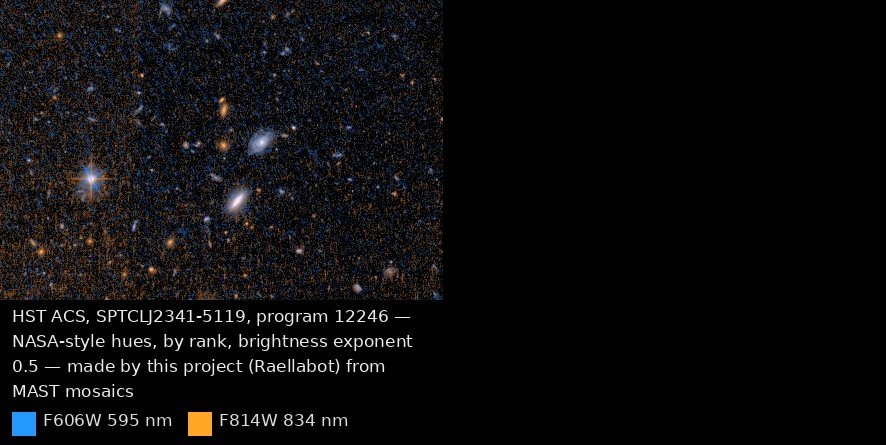 HST ACS, SPTCLJ2341-5119, program 12246 —
NASA-style hues, by rank, brightness exponent
0.5 — made by this project (Raellabot) from
MAST mosaics
F606W 595 nm F814W 834 nm